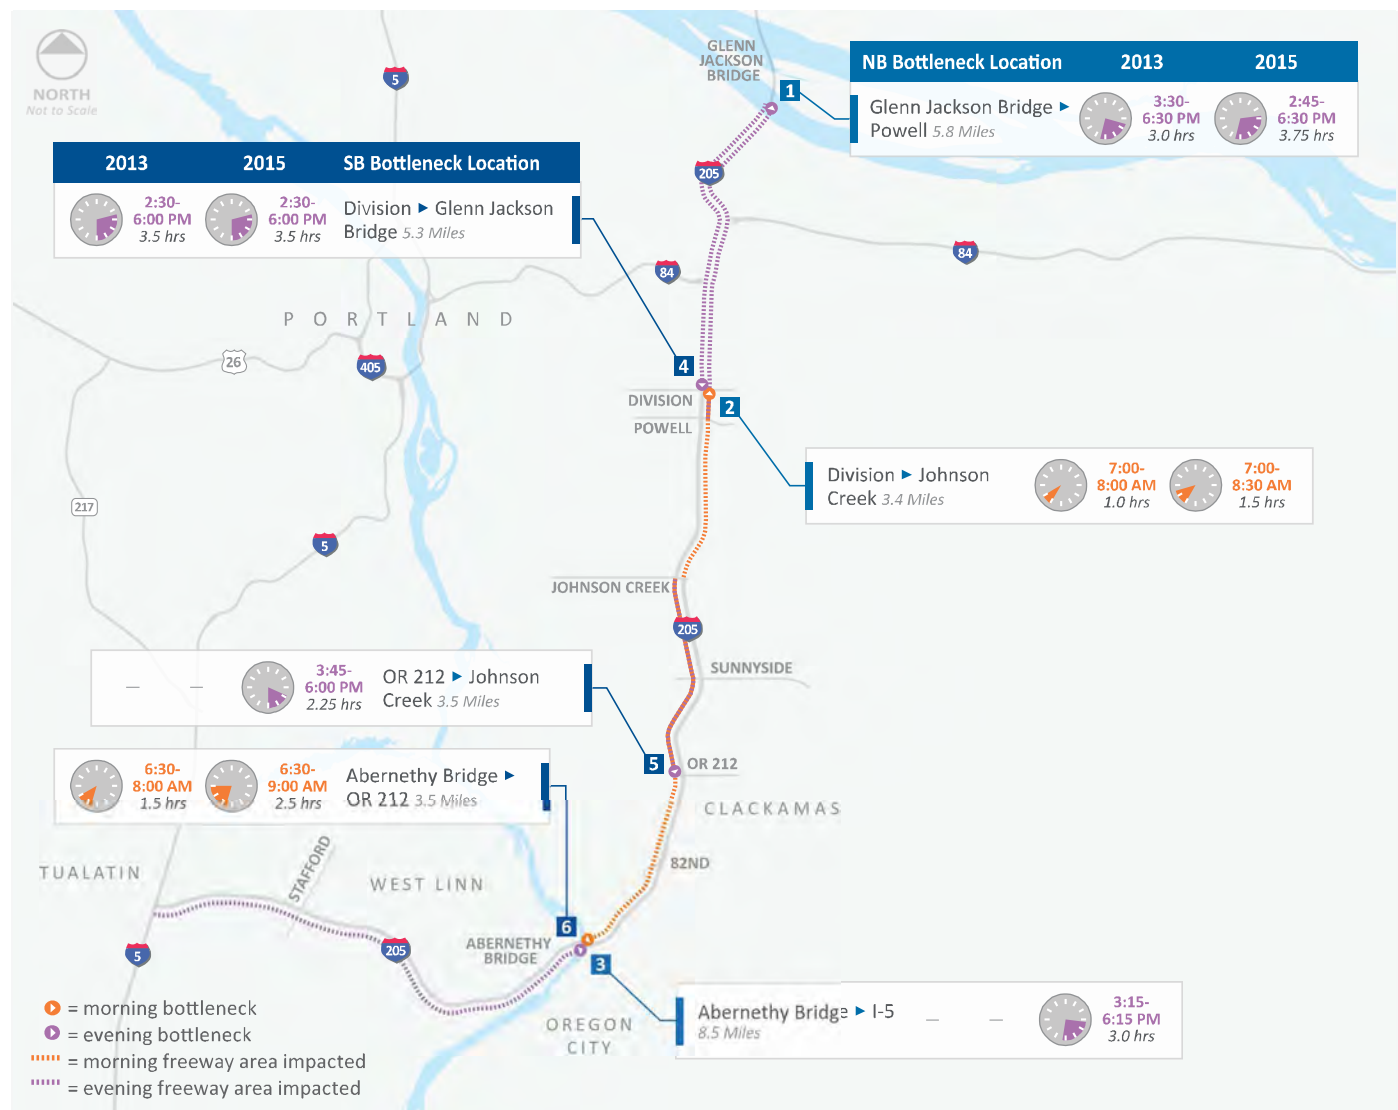 GLENN
JACKSON
BRIDGE
NORTH
Not to Scale
5
1
NB Bottleneck Location 2013 2015
Glenn Jackson Bridge ▶
Powell 5.8 Miles
3:30-
6:30 PM
3.0 hrs
2:45-
6:30 PM
3.75 hrs
2013 2015 SB Bottleneck Location
2:30-
6:00 PM
3.5 hrs
2:30-
6:00 PM
3.5 hrs
Division ▶ Glenn Jackson
Bridge 5.3 Miles
205
84
84
PORTLAND
26
405
4
DIVISION
2
POWELL
Division ▶ Johnson
Creek 3.4 Miles
7:00-
8:00 AM
1.0 hrs
7:00-
8:30 AM
1.5 hrs
217
5
JOHNSON CREEK
205
SUNNYSIDE
– –
3:45-
6:00 PM
2.25 hrs
OR 212 ▶ Johnson
Creek 3.5 Miles
5
OR 212
6:30-
8:00 AM
1.5 hrs
6:30-
9:00 AM
2.5 hrs
Abernethy Bridge ▶
OR 212 3.5 Miles
CLACKAMAS
82ND
TUALATIN
STAFFORD
WEST LINN
6
ABERNETHY
BRIDGE
5
205
3
Abernethy Bridge ▶ I-5
8.5 Miles
– –
3:15-
6:15 PM
3.0 hrs
OREGON
CITY
= morning bottleneck
= evening bottleneck
= morning freeway area impacted
= evening freeway area impacted